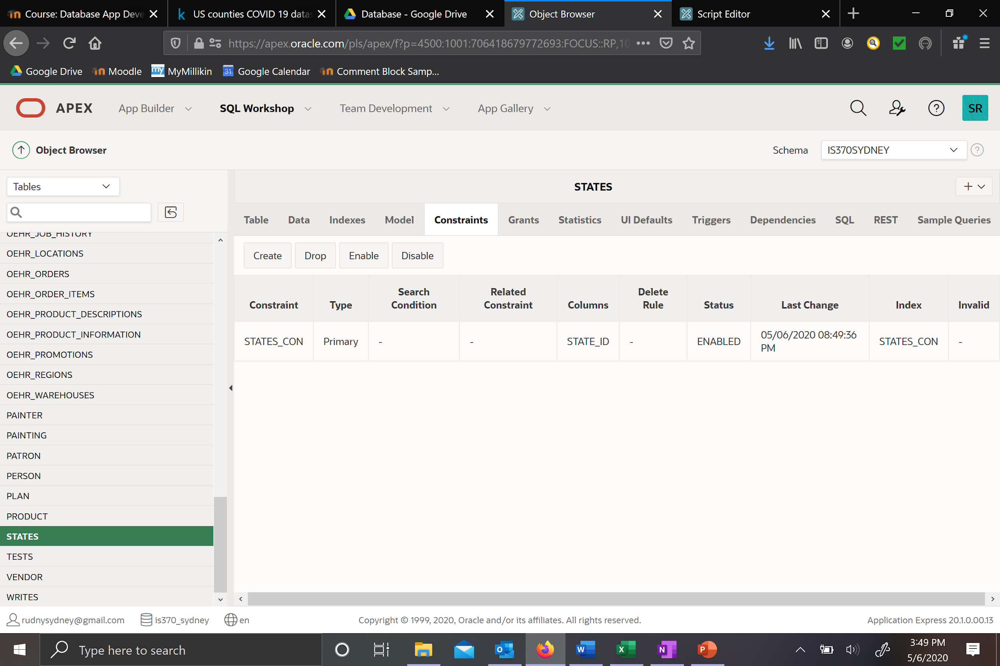 Course: Database App Deve
US counties COVID 19 datas
Database - Google Drive
Object Browser
Script Editor
https://apex.oracle.com/pls/apex/f?p=4500:1001:706418679772693:FOCUS::RP,10
Google Drive
Moodle
my MyMillikin
31 Google Calendar
Comment Block Samp...
APEX
App Builder
SQL Workshop
Team Development
App Gallery
SR
Object Browser
Schema
IS370SYDNEY
Tables
STATES
Table Data Indexes Model Constraints Grants Statistics UI Defaults Triggers Dependencies SQL REST Sample Queries
Create Drop Enable Disable
Constraint Type Search Condition Related Constraint Columns Delete Rule Status Last Change Index Invalid
STATES_CON Primary - - STATE_ID - ENABLED 05/06/2020 08:49:36 PM STATES_CON -
OEHR_JOB_HISTORY
OEHR_LOCATIONS
OEHR_ORDERS
OEHR_ORDER_ITEMS
OEHR_PRODUCT_DESCRIPTIONS
OEHR_PRODUCT_INFORMATION
OEHR_PROMOTIONS
OEHR_REGIONS
OEHR_WAREHOUSES
PAINTER
PAINTING
PATRON
PERSON
PLAN
PRODUCT
STATES
TESTS
VENDOR
WRITES
rudnysydney@gmail.com
is370_sydney
en
Copyright © 1999, 2020, Oracle and/or its affiliates. All rights reserved.
Application Express 20.1.0.00.13
Type here to search
3:49 PM
5/6/2020